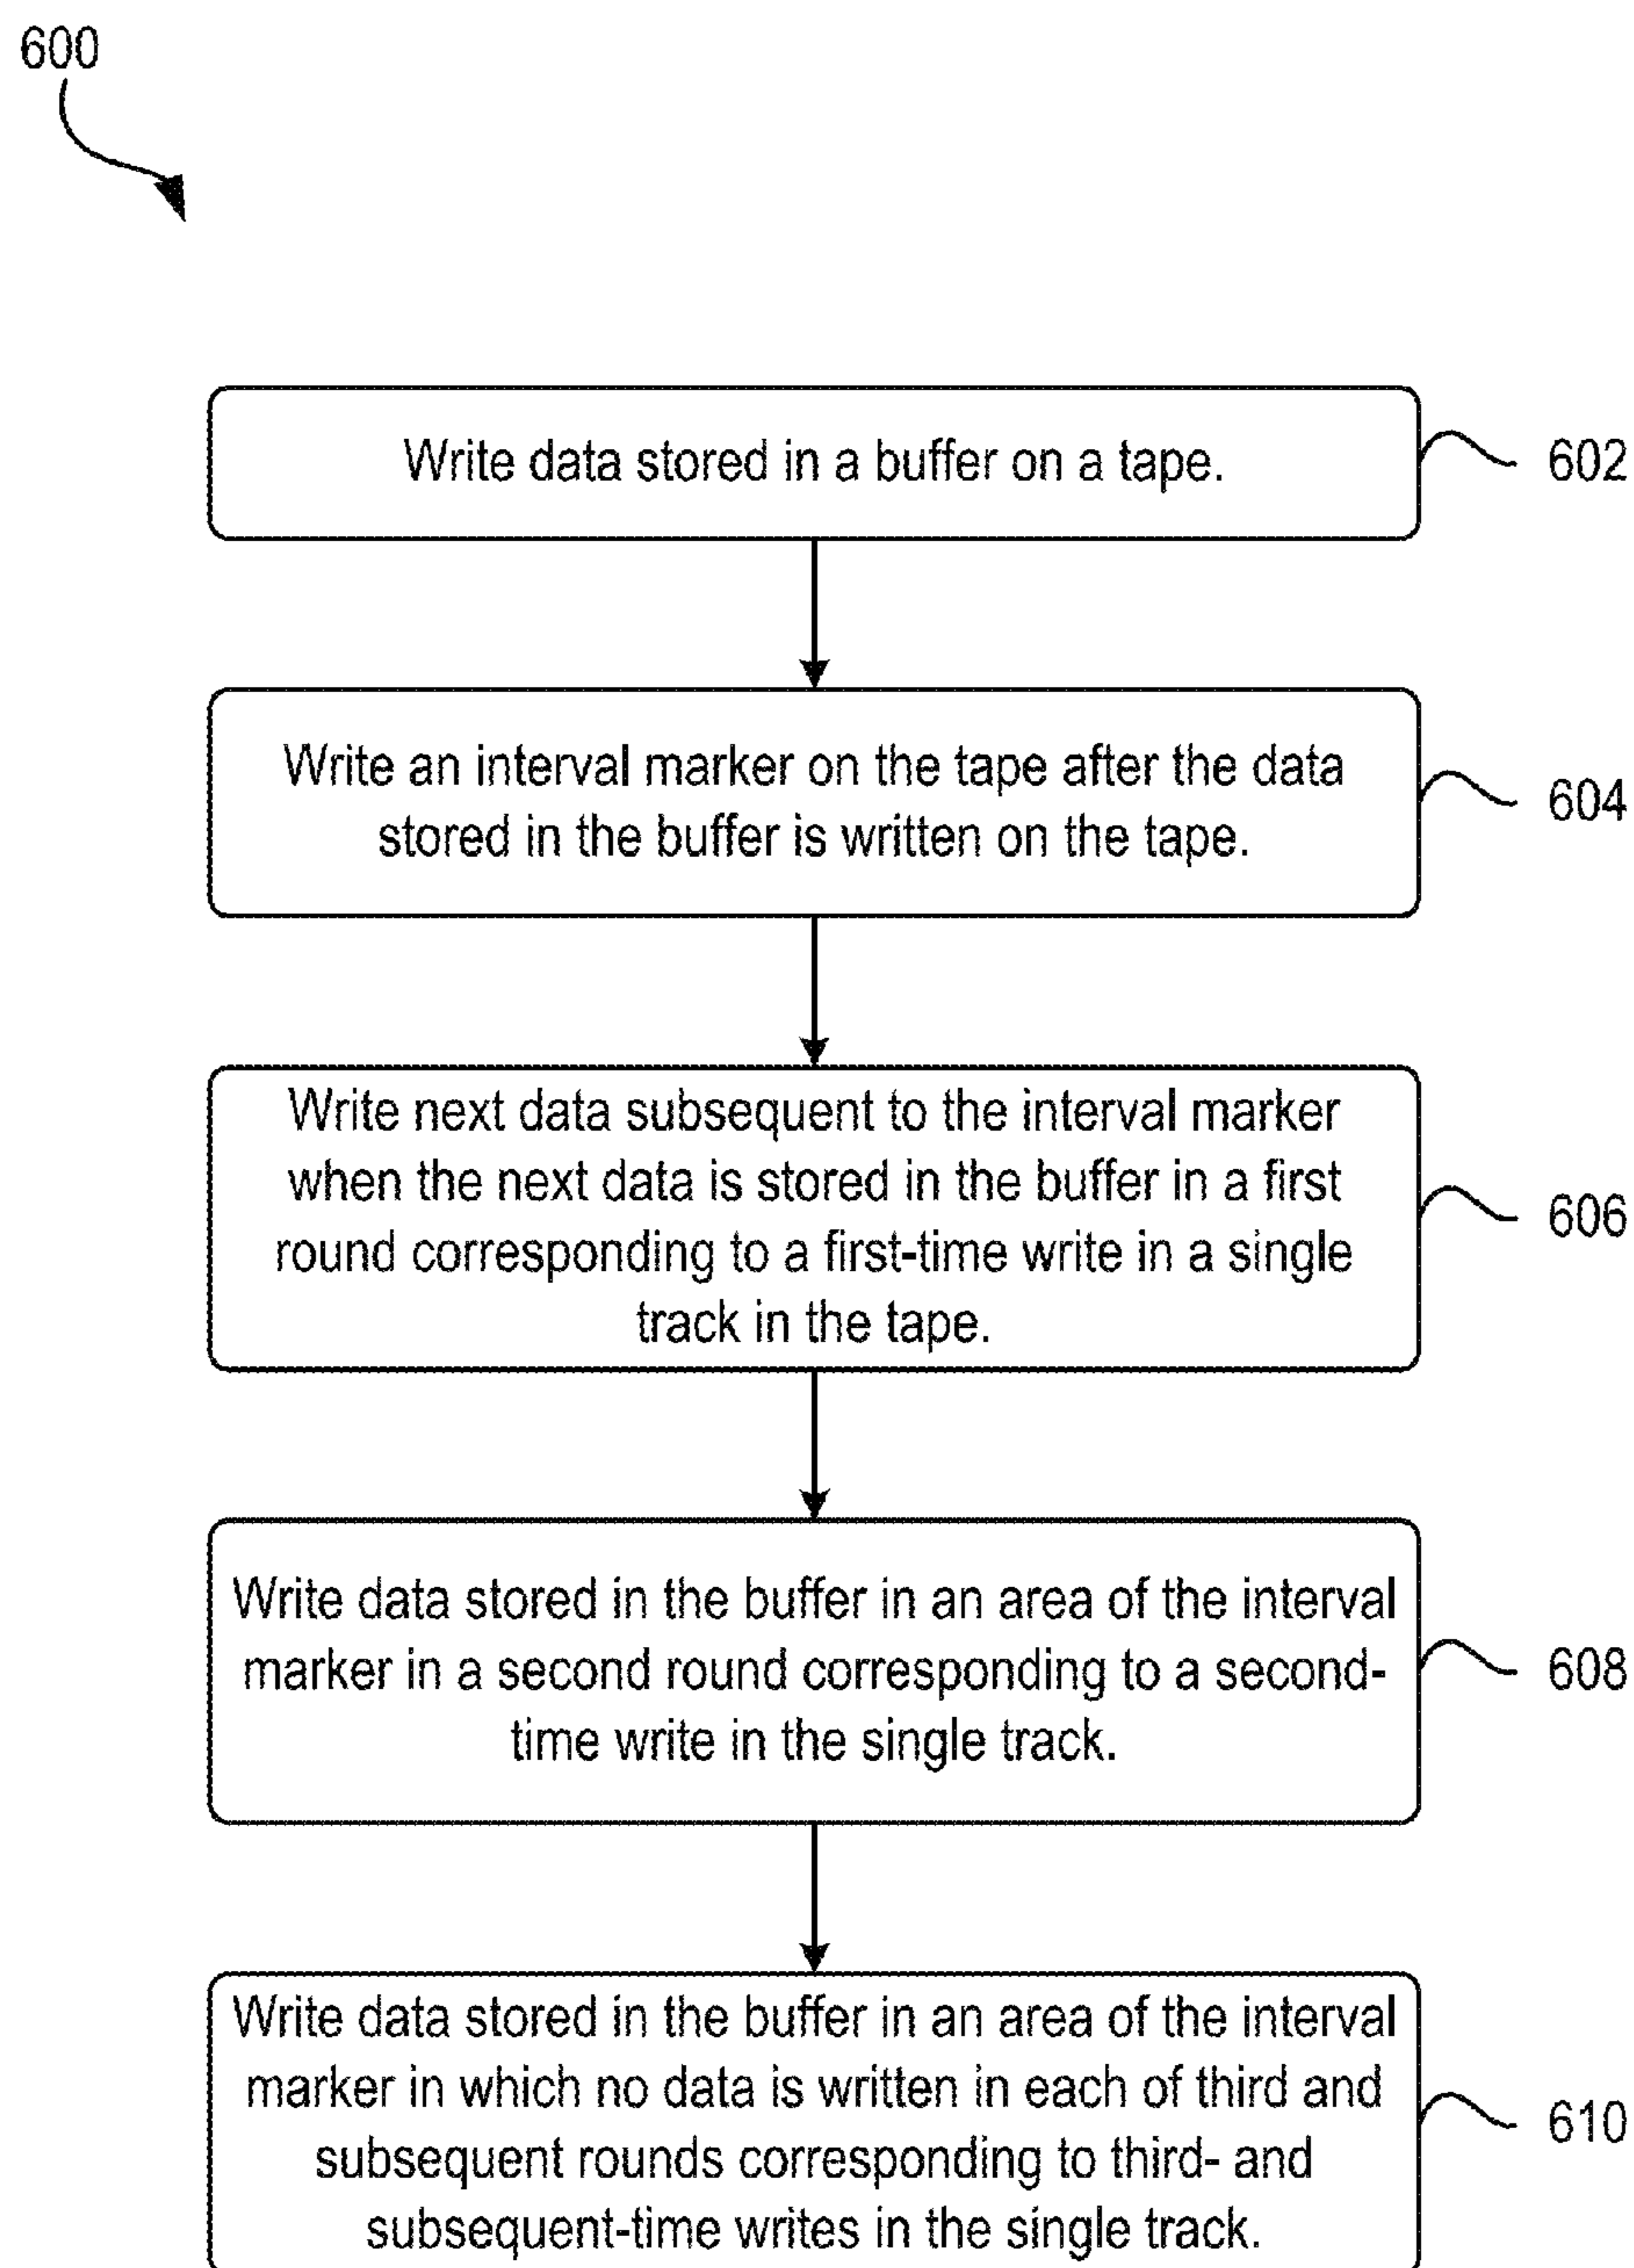 600
Write data stored in a buffer on a tape.
602
Write an interval marker on the tape after the data
stored in the buffer is written on the tape.
604
Write next data subsequent to the interval marker
when the next data is stored in the buffer in a first
round corresponding to a first-time write in a single
track in the tape.
606
Write data stored in the buffer in an area of the interval
marker in a second round corresponding to a second-
time write in the single track.
608
Write data stored in the buffer in an area of the interval
marker in which no data is written in each of third and
subsequent rounds corresponding to third- and
subsequent-time writes in the single track.
610